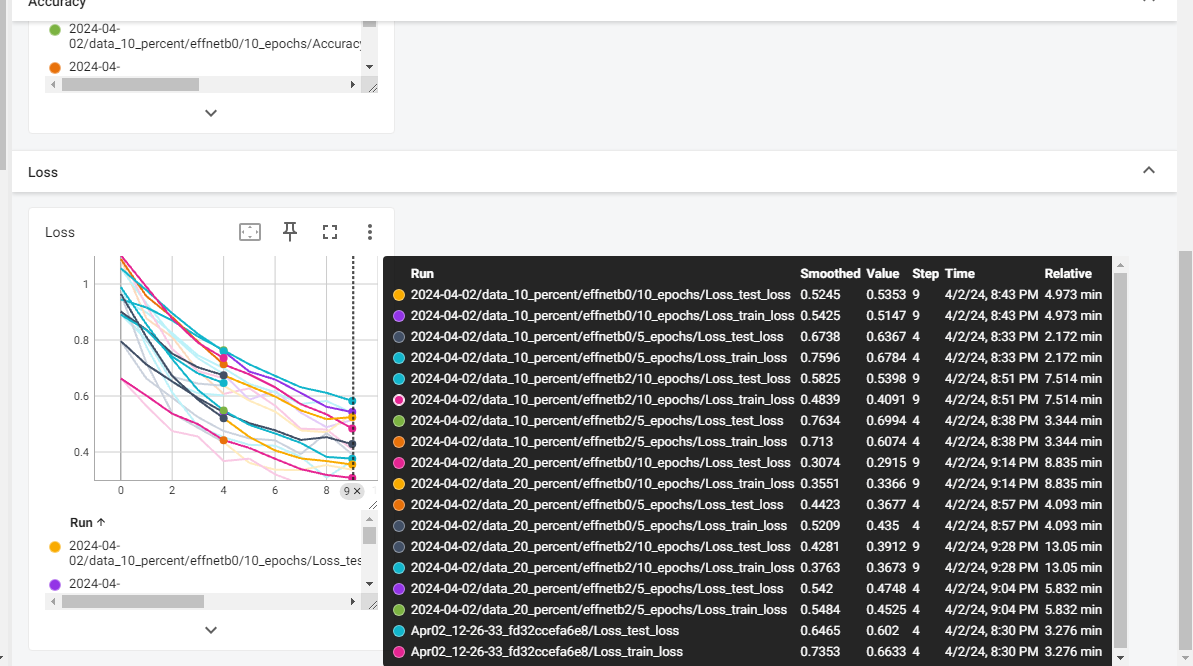 Accuracy
2024-04-
02/data_10_percent/effnetb0/10_epochs/Accuracy
2024-04-
Loss
Loss
1
0.8
0.6
0.4
0 2 4 6 8 9
Run
2024-04-
02/data_10_percent/effnetb0/10_epochs/Loss_tes
2024-04-
Run Smoothed Value Step Time Relative
2024-04-02/data_10_percent/effnetb0/10_epochs/Loss_test_loss 0.5245 0.5353 9 4/2/24, 8:43 PM 4.973 min
2024-04-02/data_10_percent/effnetb0/10_epochs/Loss_train_loss 0.5425 0.5147 9 4/2/24, 8:43 PM 4.973 min
2024-04-02/data_10_percent/effnetb0/5_epochs/Loss_test_loss 0.6738 0.6367 4 4/2/24, 8:33 PM 2.172 min
2024-04-02/data_10_percent/effnetb0/5_epochs/Loss_train_loss 0.7596 0.6784 4 4/2/24, 8:33 PM 2.172 min
2024-04-02/data_10_percent/effnetb2/10_epochs/Loss_test_loss 0.5825 0.5898 9 4/2/24, 8:51 PM 7.514 min
2024-04-02/data_10_percent/effnetb2/10_epochs/Loss_train_loss 0.4839 0.4091 9 4/2/24, 8:51 PM 7.514 min
2024-04-02/data_10_percent/effnetb2/5_epochs/Loss_test_loss 0.7634 0.6994 4 4/2/24, 8:38 PM 3.344 min
2024-04-02/data_10_percent/effnetb2/5_epochs/Loss_train_loss 0.713 0.6074 4 4/2/24, 8:38 PM 3.344 min
2024-04-02/data_20_percent/effnetb0/10_epochs/Loss_test_loss 0.3074 0.2915 9 4/2/24, 9:14 PM 8.835 min
2024-04-02/data_20_percent/effnetb0/10_epochs/Loss_train_loss 0.3551 0.3366 9 4/2/24, 9:14 PM 8.835 min
2024-04-02/data_20_percent/effnetb0/5_epochs/Loss_test_loss 0.4423 0.3677 4 4/2/24, 8:57 PM 4.093 min
2024-04-02/data_20_percent/effnetb0/5_epochs/Loss_train_loss 0.5209 0.435 4 4/2/24, 8:57 PM 4.093 min
2024-04-02/data_20_percent/effnetb2/10_epochs/Loss_test_loss 0.4281 0.3912 9 4/2/24, 9:28 PM 13.05 min
2024-04-02/data_20_percent/effnetb2/10_epochs/Loss_train_loss 0.3763 0.3673 9 4/2/24, 9:28 PM 13.05 min
2024-04-02/data_20_percent/effnetb2/5_epochs/Loss_test_loss 0.542 0.4748 4 4/2/24, 9:04 PM 5.832 min
2024-04-02/data_20_percent/effnetb2/5_epochs/Loss_train_loss 0.5484 0.4525 4 4/2/24, 9:04 PM 5.832 min
Apr02_12-26-33_fd32ccefa6e8/Loss_test_loss 0.6465 0.602 4 4/2/24, 8:30 PM 3.276 min
Apr02_12-26-33_fd32ccefa6e8/Loss_train_loss 0.7353 0.6633 4 4/2/24, 8:30 PM 3.276 min